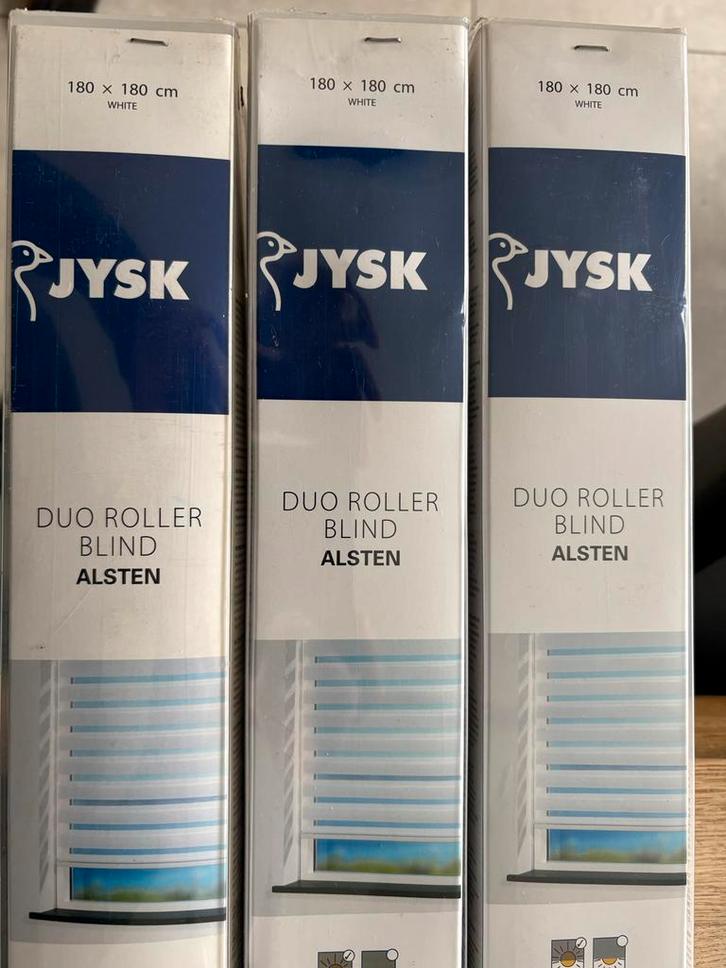 180 × 180 cm
WHITE
JYSK
DUO ROLLER
BLIND
ALSTEN
180 × 180 cm
WHITE
JYSK
DUO ROLLER
BLIND
ALSTEN
180 × 180 cm
WHITE
JYSK
DUO ROLLER
BLIND
ALSTEN